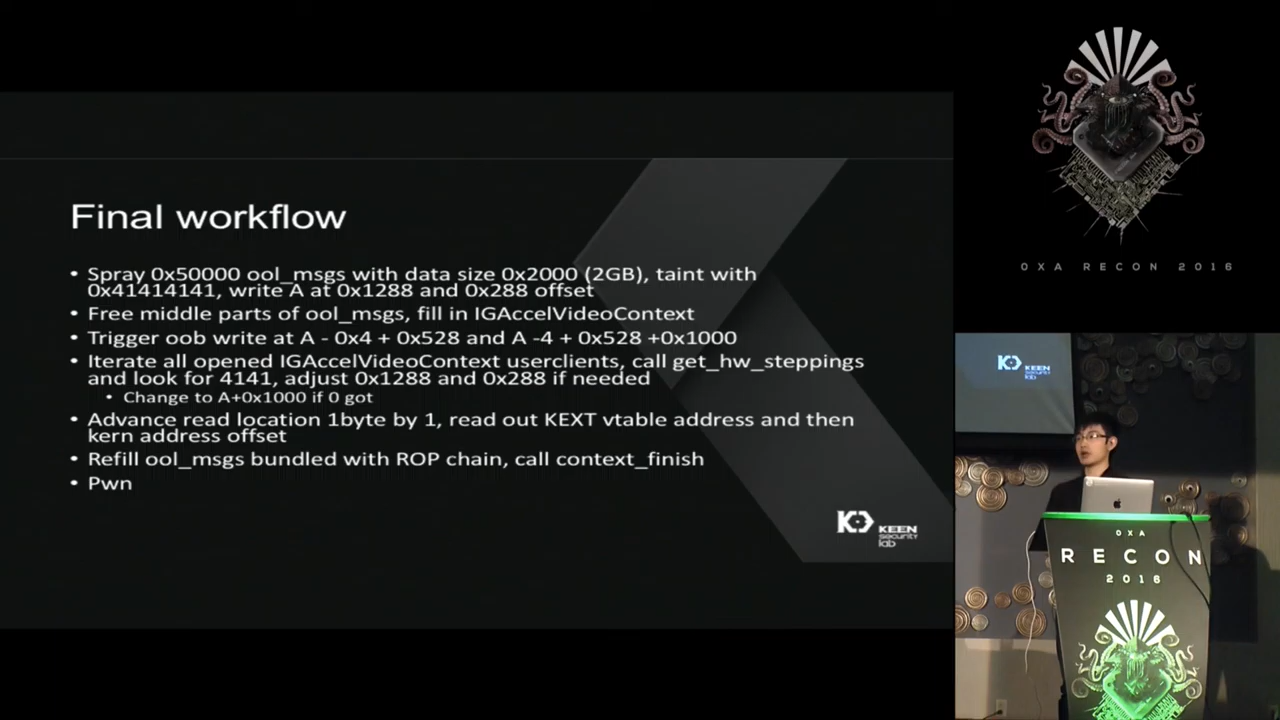 Final workflow
• Spray 0x50000 ool_msgs with data size 0x2000 (2GB), taint with
0x41414141, write A at 0x1288 and 0x288 offset
• Free middle parts of ool_msgs, fill in IGAccelVideoContext
• Trigger oob write at A - 0x4 + 0x528 and A -4 + 0x528 +0x1000
• Iterate all opened IGAccelVideoContext userclients, call get_hw_steppings
and look for 4141, adjust 0x1288 and 0x288 if needed
• Change to A+0x1000 if 0 got
• Advance read location 1byte by 1, read out KEXT vtable address and then
kern address offset
• Refill ool_msgs bundled with ROP chain, call context_finish
• Pwn
KEEN
security
lab
0XA RECON 2016
KEEN
security
lab
0XA
RECON
2016